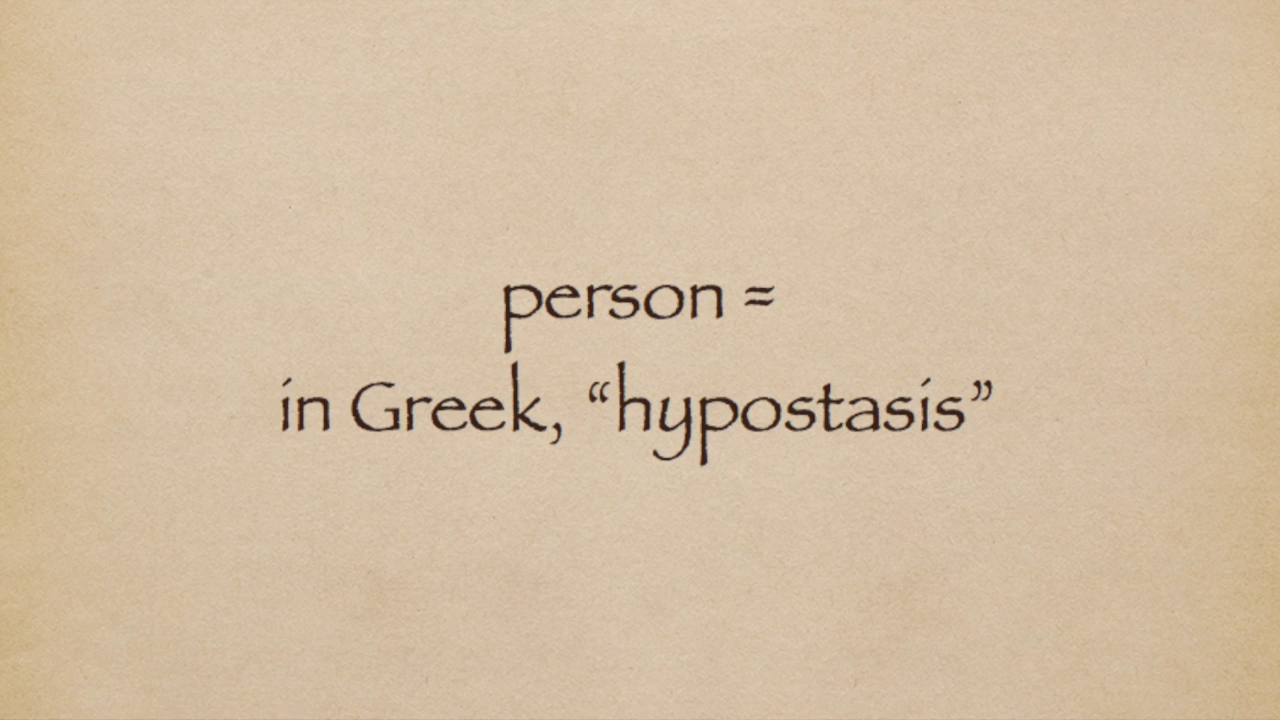 person =
in Greek, “hypostasis”